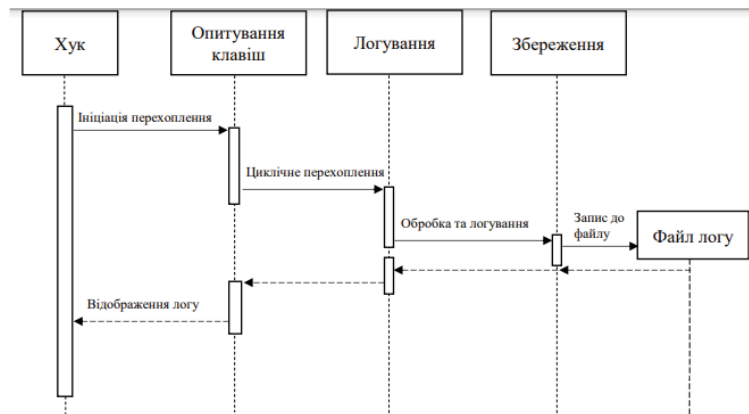 Хук
Опитування
клавіш
Логування
Збереження
Ініціація перехоплення
Циклічне перехоплення
Обробка та логування
Запис до
файлу
Файл логу
Відображення логу